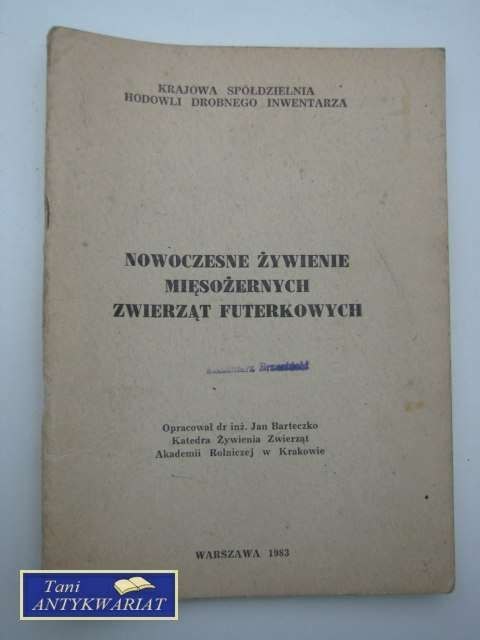 KRAJOWA SPÓŁDZIELNIA
HODOWLI DROBNEGO INWENTARZA
NOWOCZESNE ŻYWIENIE
MIĘSOŻERNYCH
ZWIERZĄT FUTERKOWYCH
Opracował dr inż. Jan Barteczko
Katedra Żywienia Zwierząt
Akademii Rolniczej w Krakowie
WARSZAWA 1983
Tani
ANTYKWARIAT